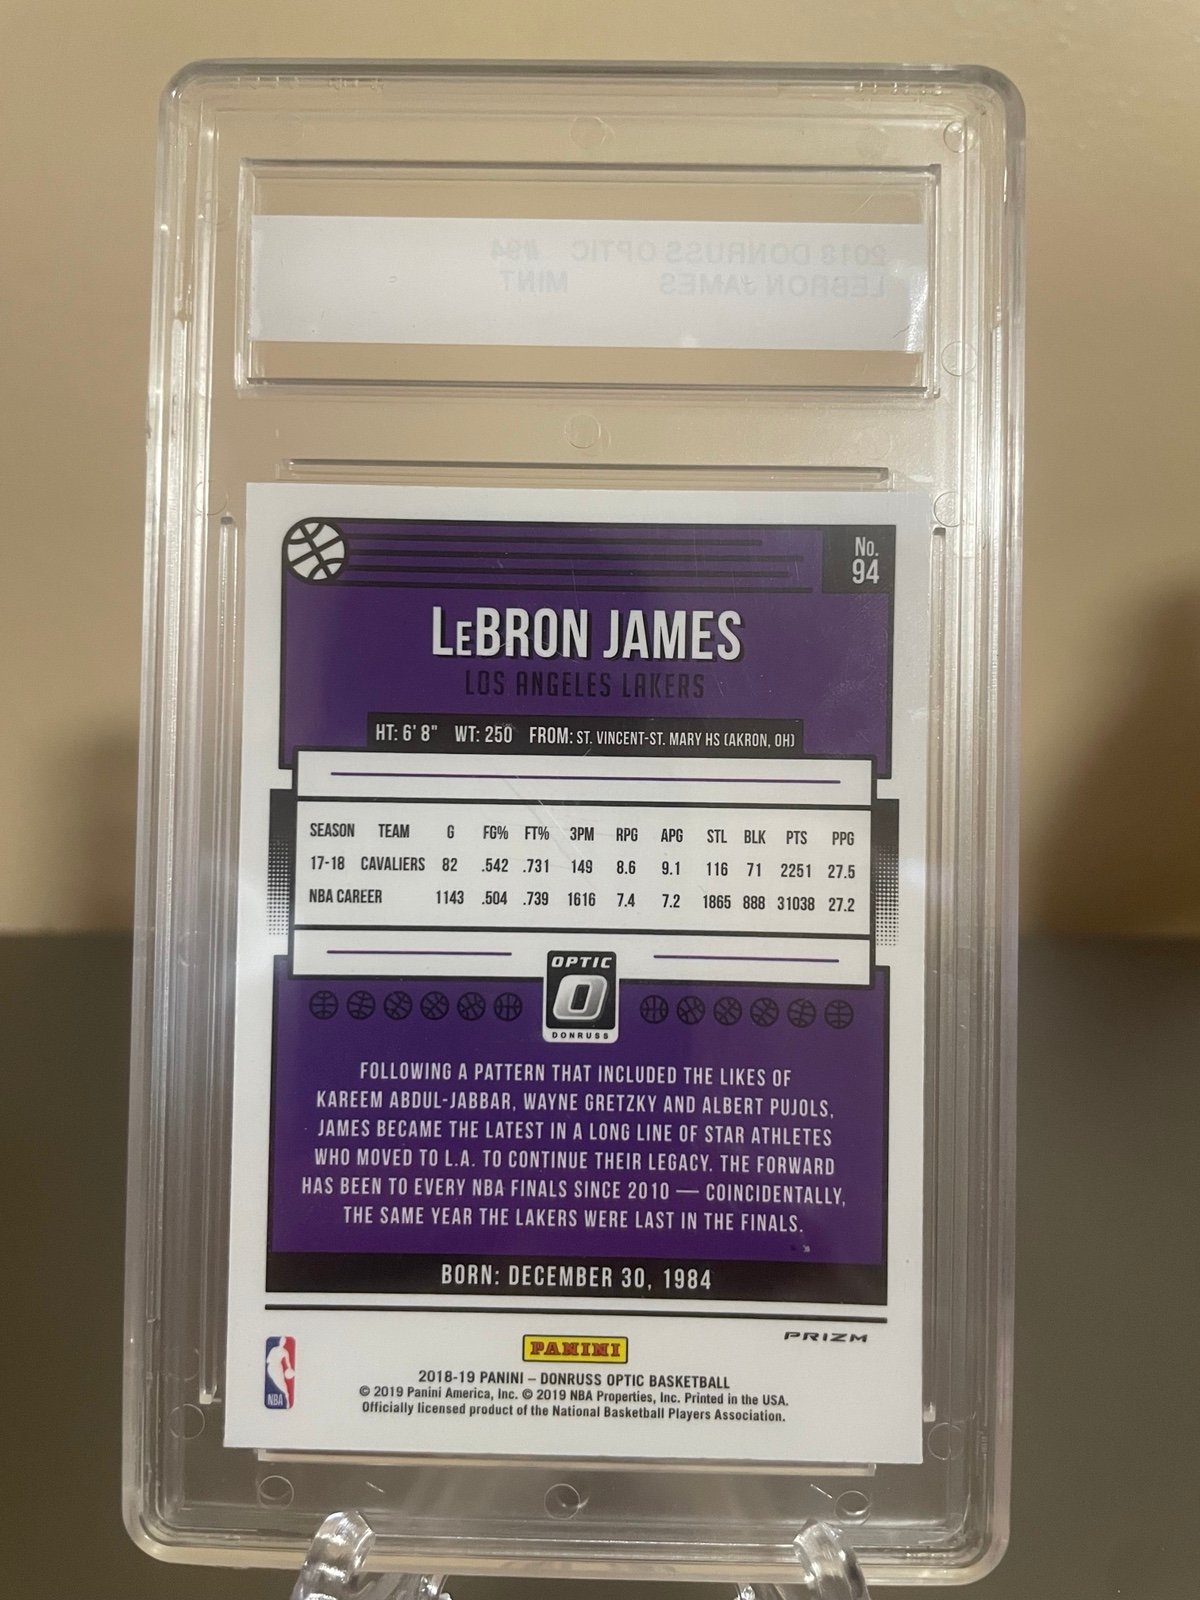 2018 DONRUSS OPTIC #94
LEBRON JAMES MINT
No.
94
LeBRON JAMES
LOS ANGELES LAKERS
HT: 6' 8" WT: 250 FROM: ST. VINCENT-ST. MARY HS (AKRON, OH)
SEASON TEAM G FG% FT% 3PM RPG APG STL BLK PTS PPG
17-18 CAVALIERS 82 .542 .731 149 8.6 9.1 116 71 2251 27.5
NBA CAREER 1143 .504 .739 1616 7.4 7.2 1865 888 31038 27.2
OPTIC
O
DONRUSS
FOLLOWING A PATTERN THAT INCLUDED THE LIKES OF
KAREEM ABDUL-JABBAR, WAYNE GRETZKY AND ALBERT PUJOLS,
JAMES BECAME THE LATEST IN A LONG LINE OF STAR ATHLETES
WHO MOVED TO L.A. TO CONTINUE THEIR LEGACY. THE FORWARD
HAS BEEN TO EVERY NBA FINALS SINCE 2010 — COINCIDENTALLY,
THE SAME YEAR THE LAKERS WERE LAST IN THE FINALS.
BORN: DECEMBER 30, 1984
PRIZM
PANINI
NBA
2018-19 PANINI – DONRUSS OPTIC BASKETBALL
© 2019 Panini America, Inc. © 2019 NBA Properties, Inc. Printed in the USA.
Officially licensed product of the National Basketball Players Association.